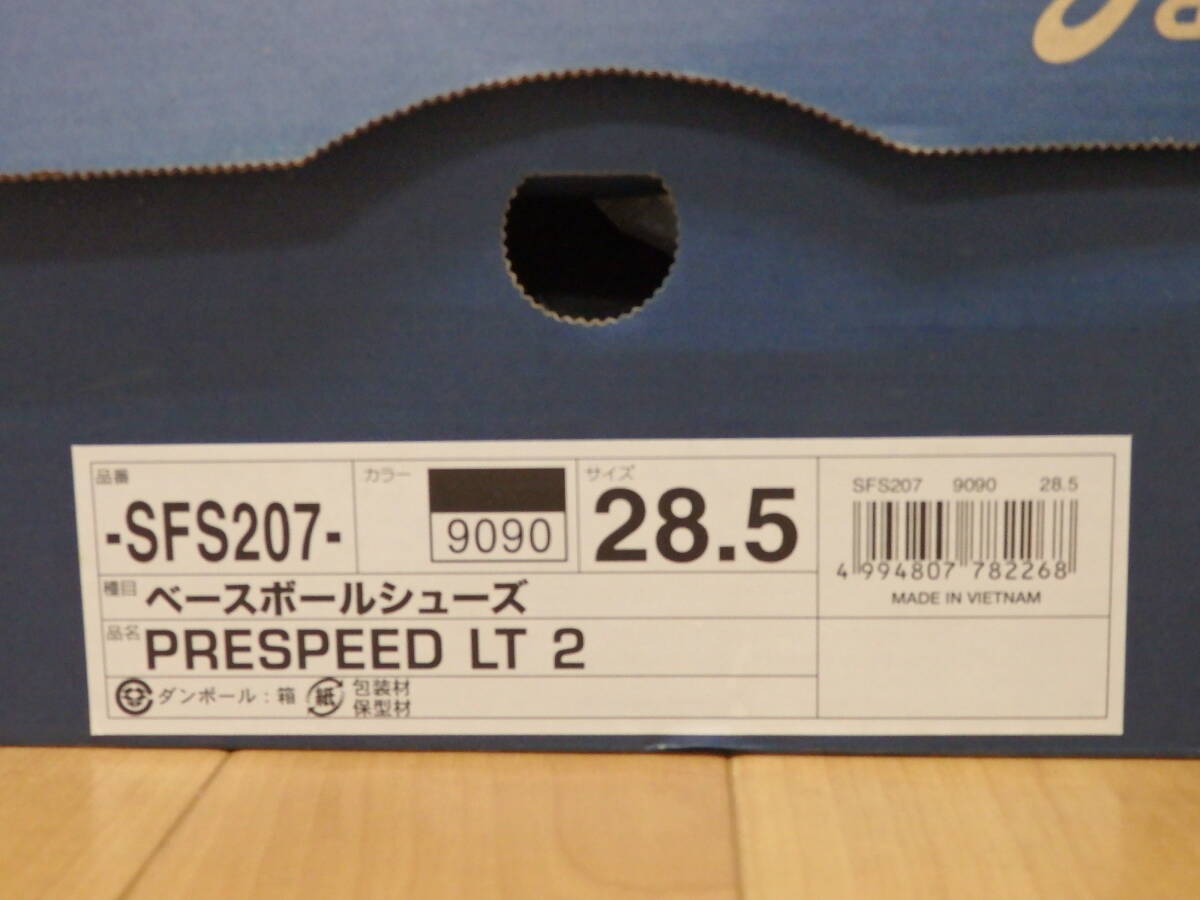 品番
-SFS207-
カラー
9090
サイズ
28.5
種目
ベースボールシューズ
品名
PRESPEED LT 2
ダンボール：箱
紙
包装材
保型材
SFS207 9090 28.5
4 994807 782268
MADE IN VIETNAM